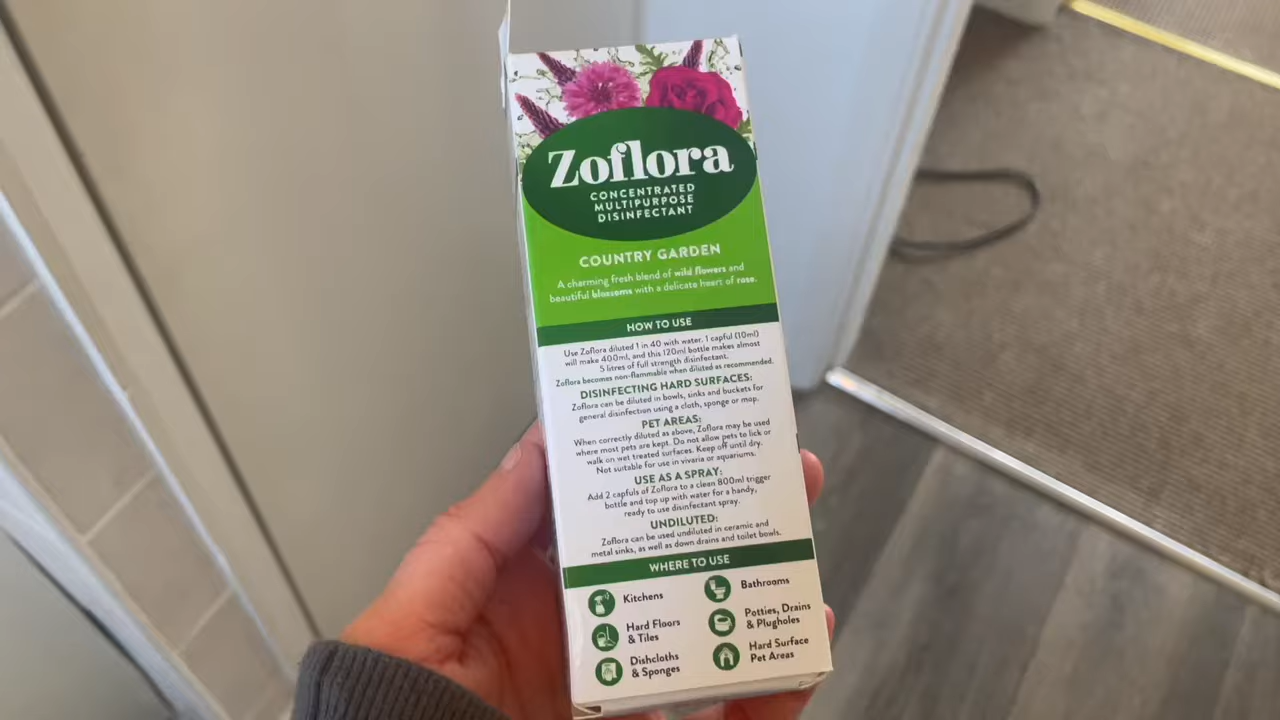 Zoflora
CONCENTRATED
MULTIPURPOSE
DISINFECTANT
COUNTRY GARDEN
A charming fresh blend of wild flowers and
beautiful blossoms with a delicate heart of rose.
HOW TO USE
Use Zoflora diluted 1 in 40 with water. 1 capful (10ml)
will make 400ml, and this 120ml bottle makes almost
5 litres of full strength disinfectant.
Zoflora becomes non-flammable when diluted as recommended.
DISINFECTING HARD SURFACES:
Zoflora can be diluted in bowls, sinks and buckets for
general disinfection using a cloth, sponge or mop.
PET AREAS:
When correctly diluted as above, Zoflora may be used
where most pets are kept. Do not allow pets to lick or
walk on wet treated surfaces. Keep off until dry.
Not suitable for use in vivaria or aquariums.
USE AS A SPRAY:
Add 2 capfuls of Zoflora to a clean 800ml trigger
bottle and top up with water for a handy,
ready to use disinfectant spray.
UNDILUTED:
Zoflora can be used undiluted in ceramic and
metal sinks, as well as down drains and toilet bowls.
WHERE TO USE
Kitchens
Bathrooms
Hard Floors
& Tiles
Potties, Drains
& Plugholes
Dishcloths
& Sponges
Hard Surface
Pet Areas